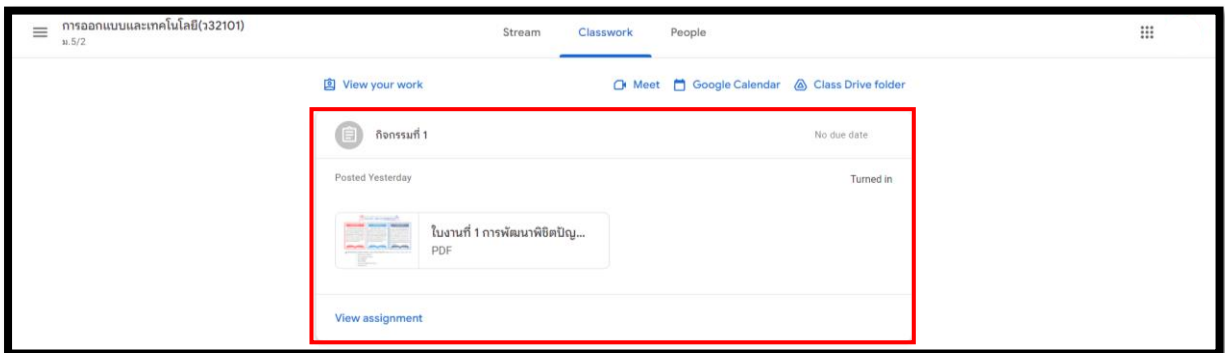 การออกแบบและเทคโนโลยี(ว32101)
ม.5/2
Stream Classwork People
View your work
Meet Google Calendar Class Drive folder
กิจกรรมที่ 1
No due date
Posted Yesterday
Turned in
ใบงานที่ 1 การพัฒนาพิชิตปัญ...
PDF
View assignment